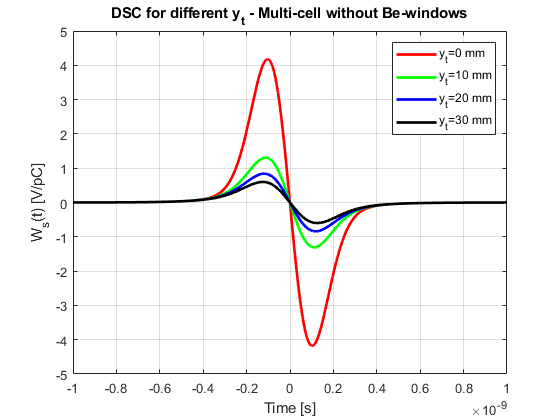 DSC for different y_t - Multi-cell without Be-windows
y_t=0 mm
y_t=10 mm
y_t=20 mm
y_t=30 mm
W_s(t) [V/pC]
5
4
3
2
1
0
-1
-2
-3
-4
-5
-1 -0.8 -0.6 -0.4 -0.2 0 0.2 0.4 0.6 0.8 1
Time [s]
×10^-9